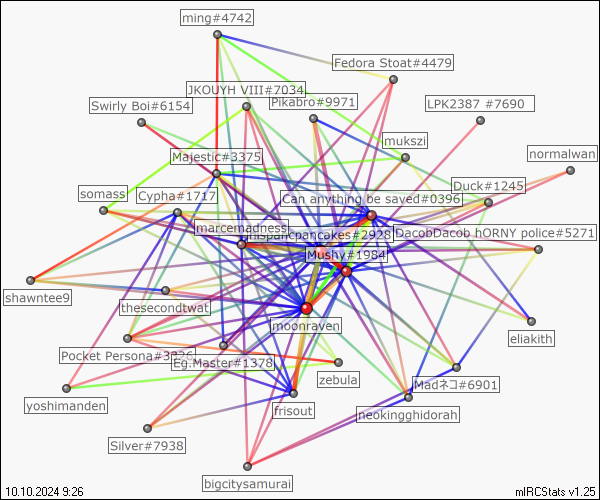 ming#4742
Fedora Stoat#4479
JKOUYH VIII#7034
Pikabro#9971
Swirly Boi#6154
LPK2387 #7690
mukszi
normalwan
Majestic#3375
Duck#1245
somass
Cypha#1717
Can anything be saved#0396
marcemadness
hispanicpancakes#2928
DacobDacob hORNY police#5271
Mushy#1984
shawntee9
thesecondtwat
moonraven
eliakith
Pocket Persona#3326
Eg.Master#1378
zebula
Madネコ#6901
yoshimanden
frisout
neokingghidorah
Silver#7938
bigcitysamurai
10.10.2024 9:26
mIRCStats v1.25